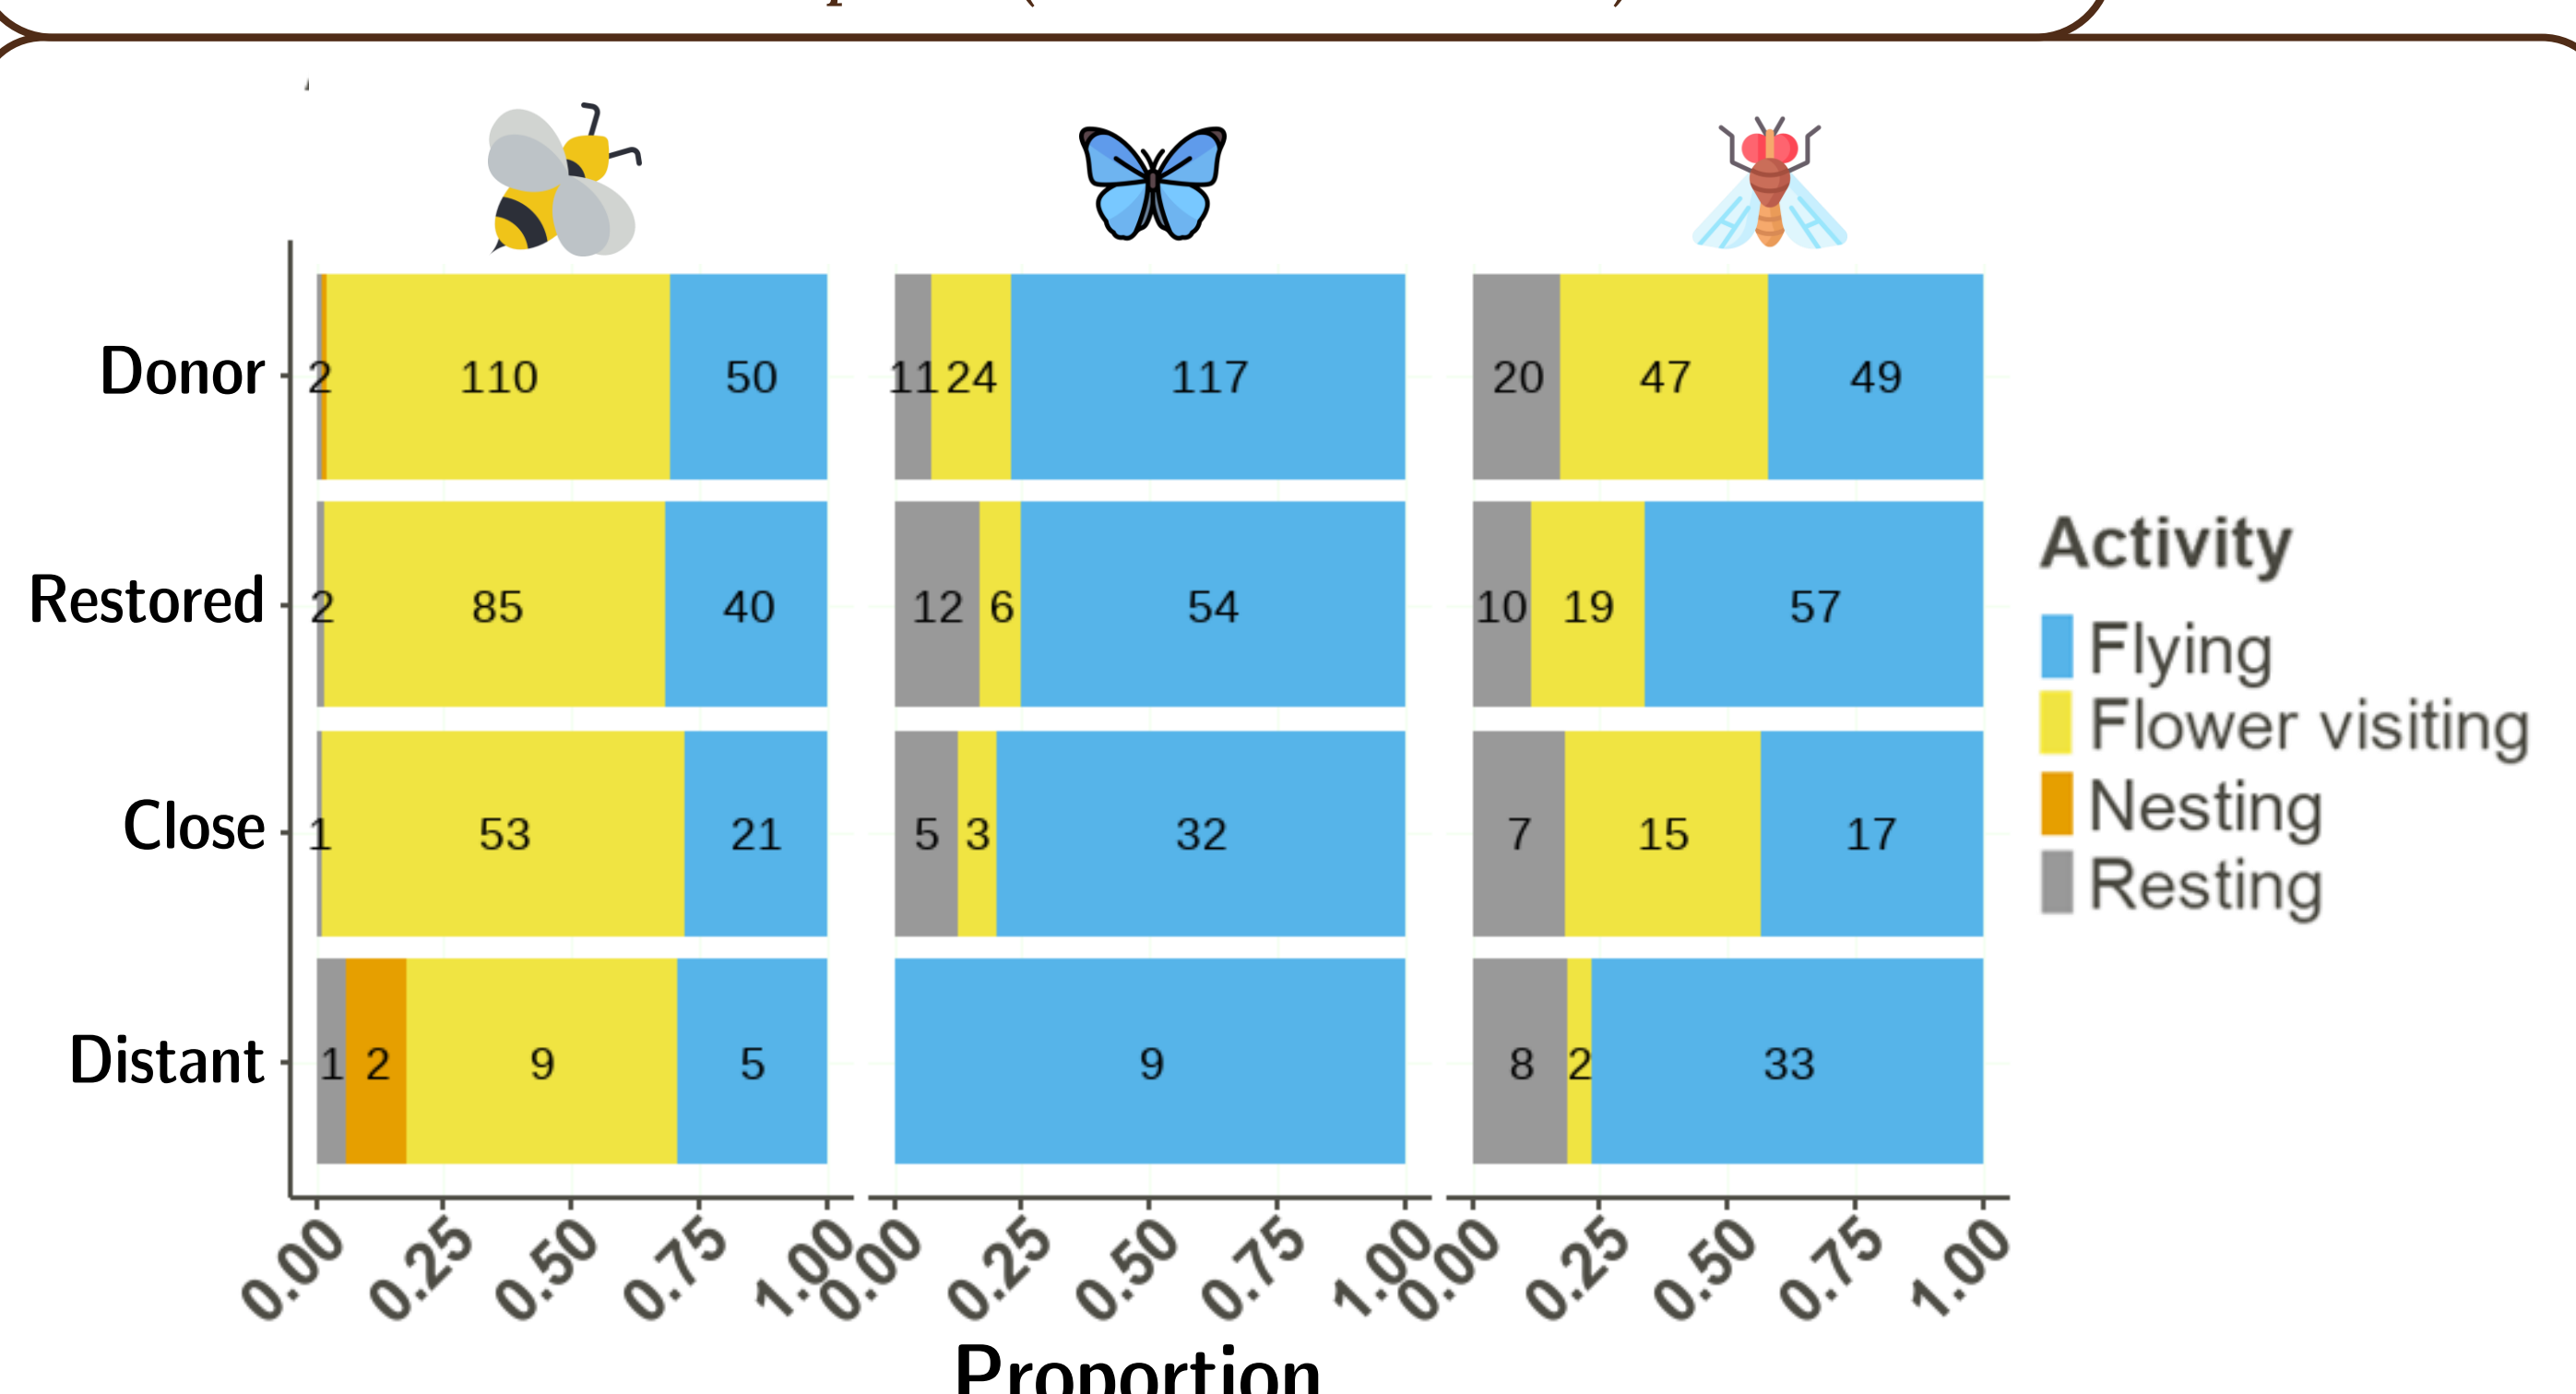 Donor 2 110 50 11 24 117 20 47 49
Restored 2 85 40 12 6 54 10 19 57
Close 1 53 21 5 3 32 7 15 17
Distant 1 2 9 5 9 8 2 33
Activity
Flying
Flower visiting
Nesting
Resting
0.00 0.25 0.50 0.75 1.00 0.00 0.25 0.50 0.75 1.00 0.00 0.25 0.50 0.75 1.00
Proportion